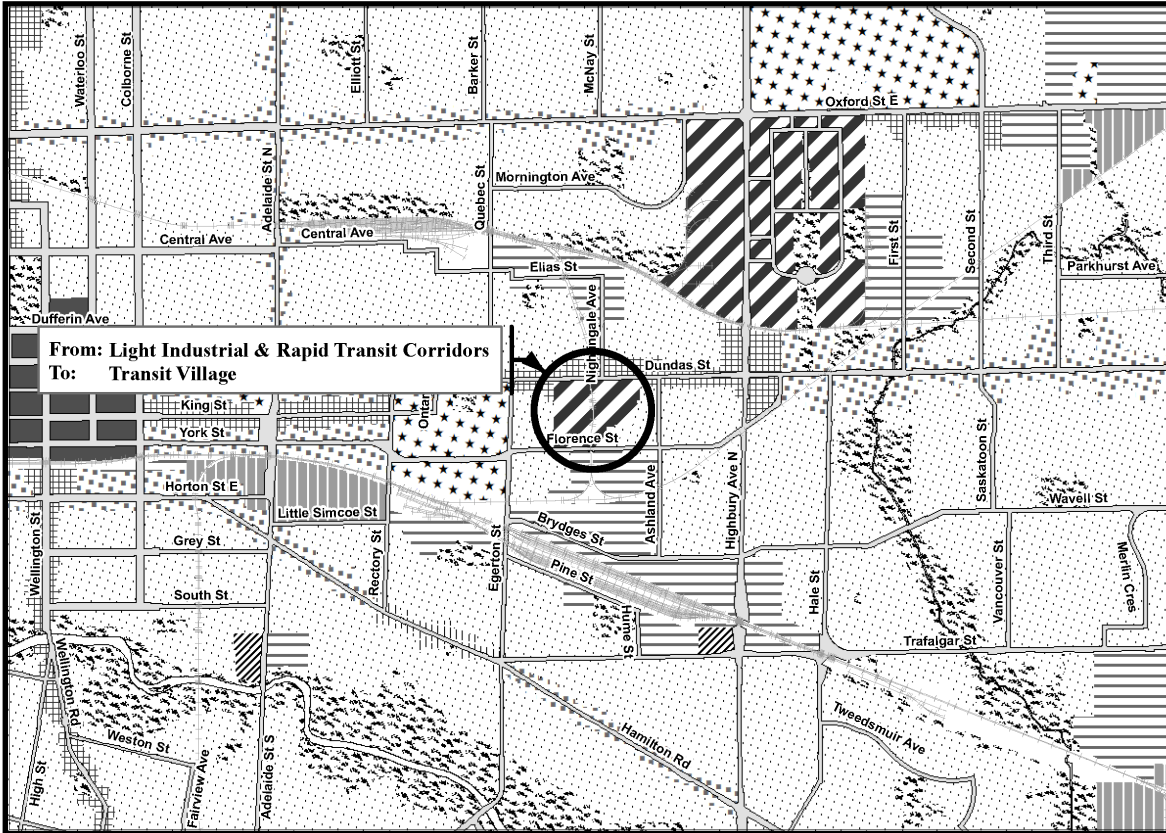 Waterloo St
Colborne St
Elliott St
Barker St
McNay St
Oxford St E
Adelaide St N
Quebec St
Mornington Ave
Central Ave
Central Ave
Elias St
First St
Second St
Third St
Parkhurst Ave
Dufferin Ave
Nightingale Ave
From: Light Industrial & Rapid Transit Corridors
To: Transit Village
Dundas St
King St
York St
Florence St
Horton St E
Little Simcoe St
Ashland Ave
Highbury Ave N
Saskatoon St
Wavell St
Wellington St
Grey St
Rectory St
Egerton St
Brydges St
Pine St
South St
Hume St
Hale St
Vancouver St
Merlin Cres
Trafalgar St
Wellington Rd
Weston St
High St
Fairview Ave
Adelaide St S
Hamilton Rd
Tweedsmuir Ave